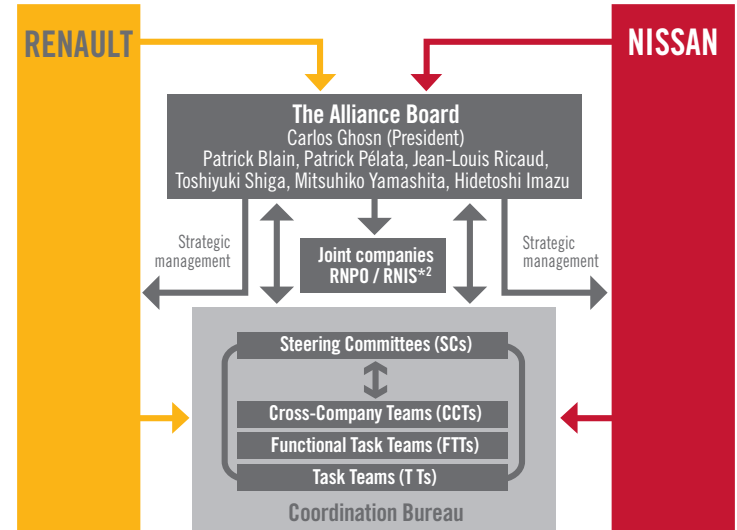 RENAULT
NISSAN
The Alliance Board
Carlos Ghosn (President)
Patrick Blain, Patrick Pélata, Jean-Louis Ricaud,
Toshiyuki Shiga, Mitsuhiko Yamashita, Hidetoshi Imazu
Strategic
management
Joint companies
RNPO / RNIS*2
Strategic
management
Steering Committees (SCs)
Cross-Company Teams (CCTs)
Functional Task Teams (FTTs)
Task Teams (T Ts)
Coordination Bureau